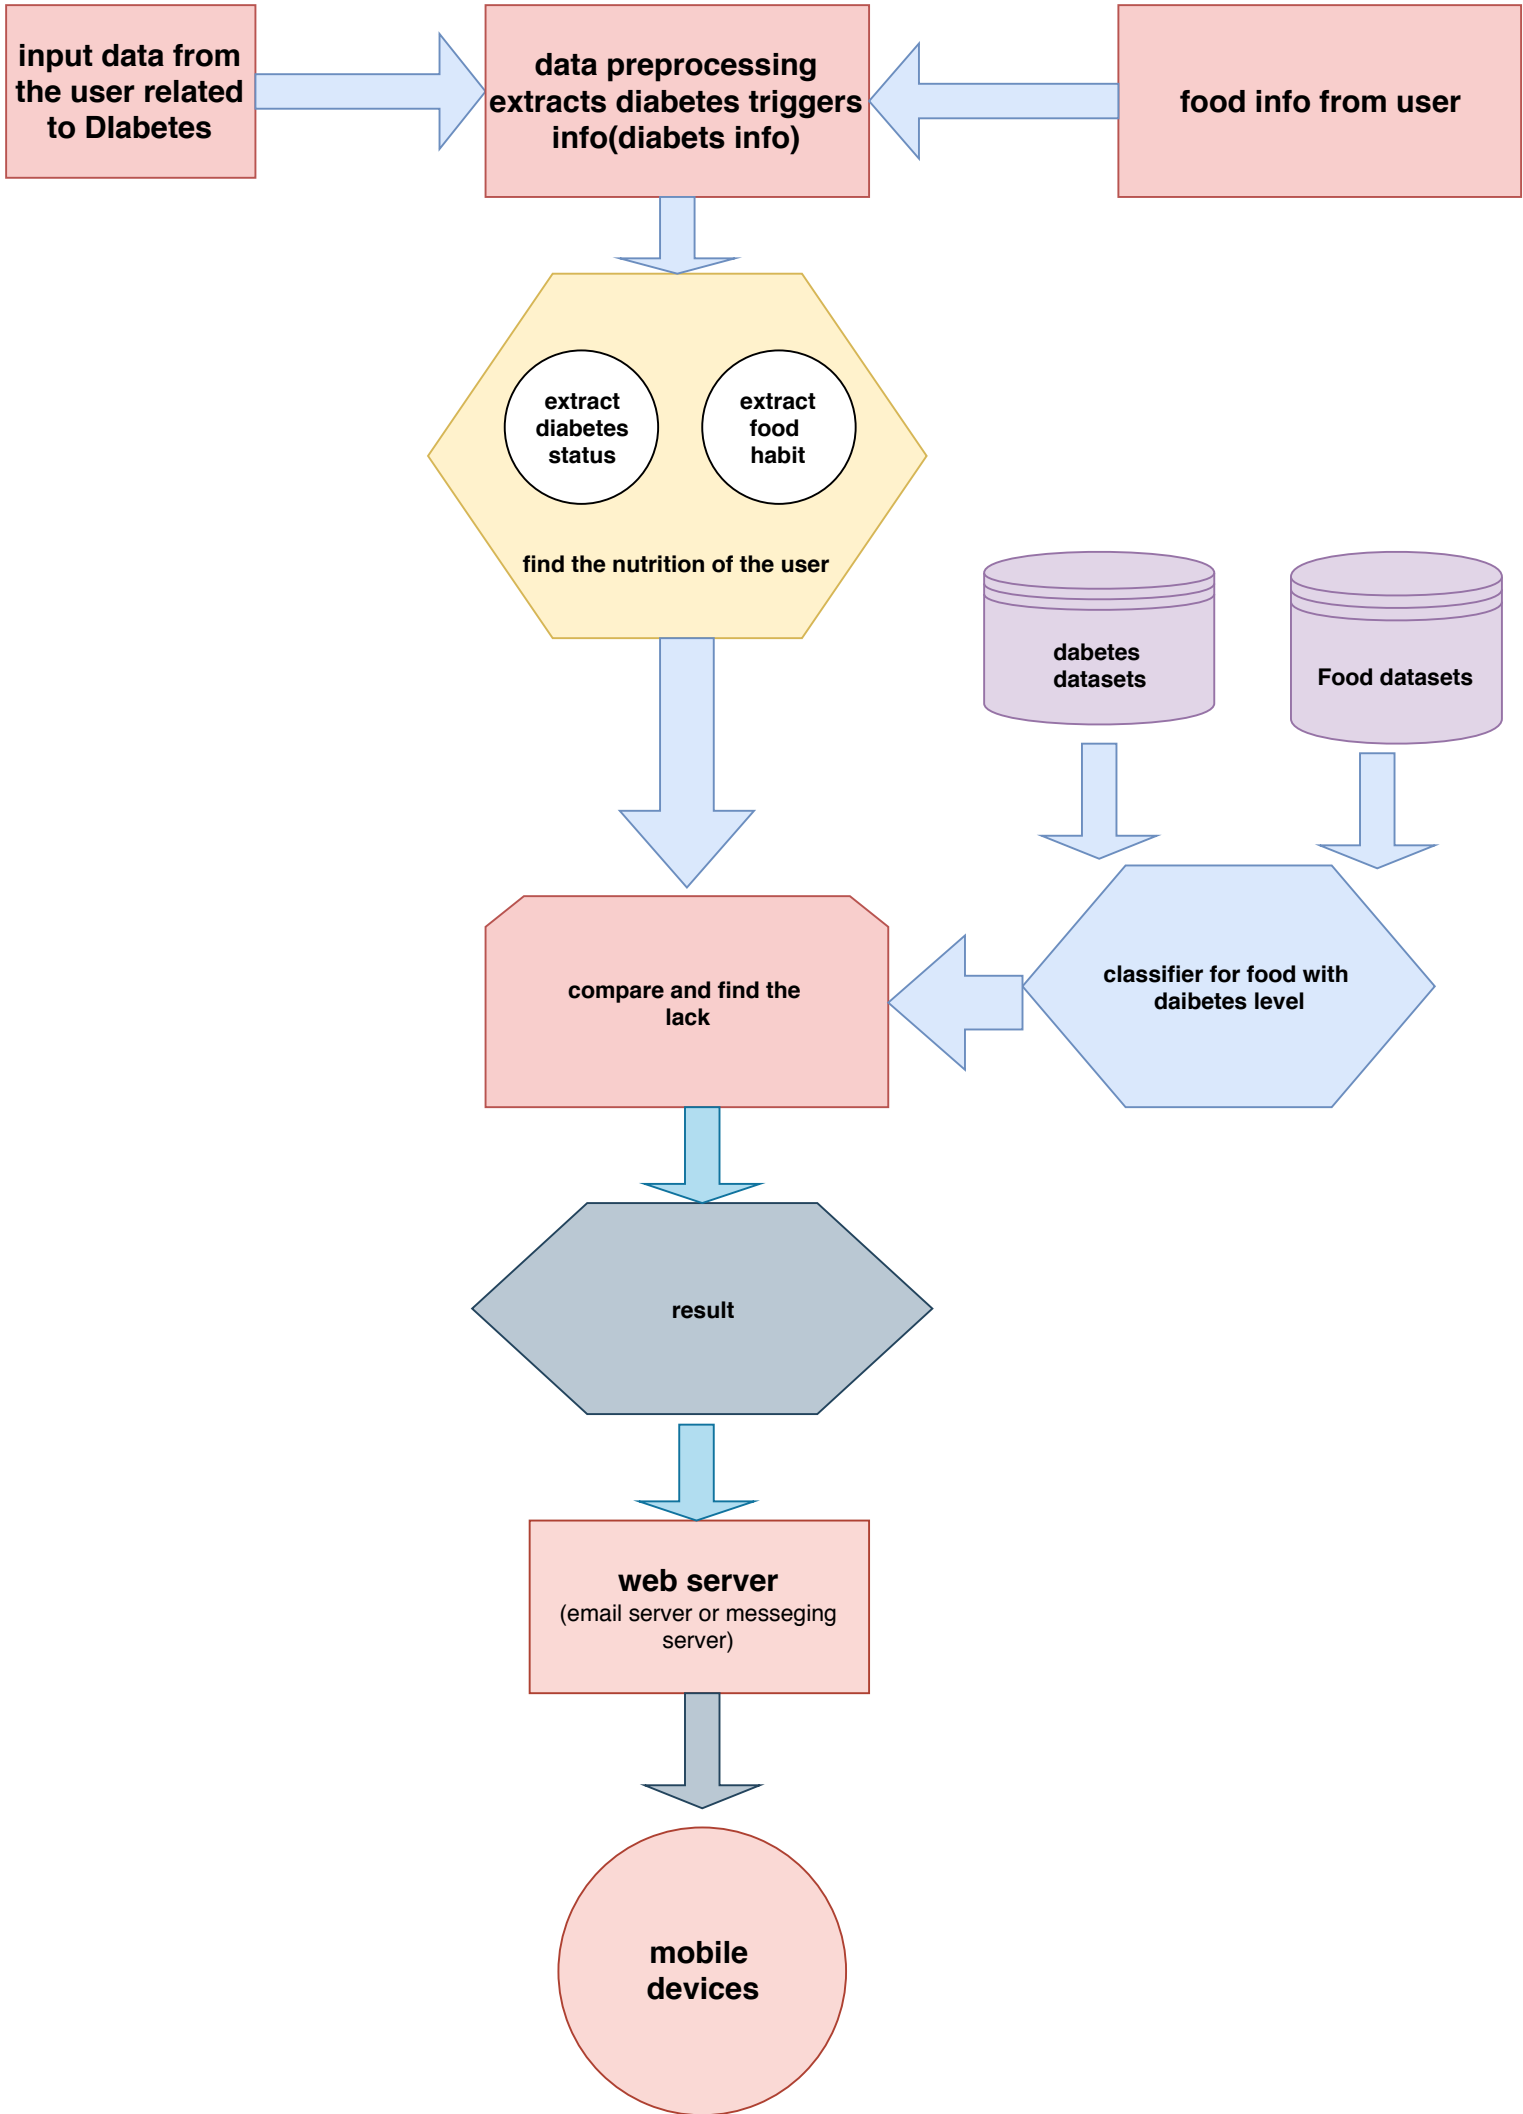 input data from
the user related
to DIabetes
data preprocessing
extracts diabetes triggers
info(diabets info)
food info from user
extract
diabetes
status
extract
food
habit
find the nutrition of the user
dabetes
datasets
Food datasets
compare and find the
lack
classifier for food with
daibetes level
result
web server
(email server or messeging
server)
mobile
devices